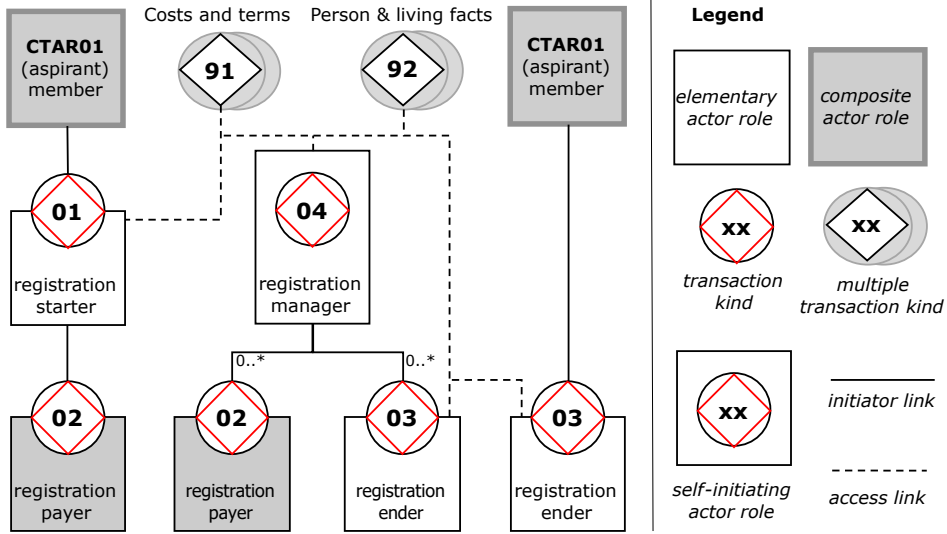 Costs and terms
Person & living facts
Legend
CTAR01
(aspirant)
member
91
92
CTAR01
(aspirant)
member
elementary
actor role
composite
actor role
01
04
registration
starter
registration
manager
xx
transaction
kind
xx
multiple
transaction kind
0..*
0..*
02
registration
payer
02
registration
payer
03
registration
ender
03
registration
ender
xx
self-initiating
actor role
initiator link
access link